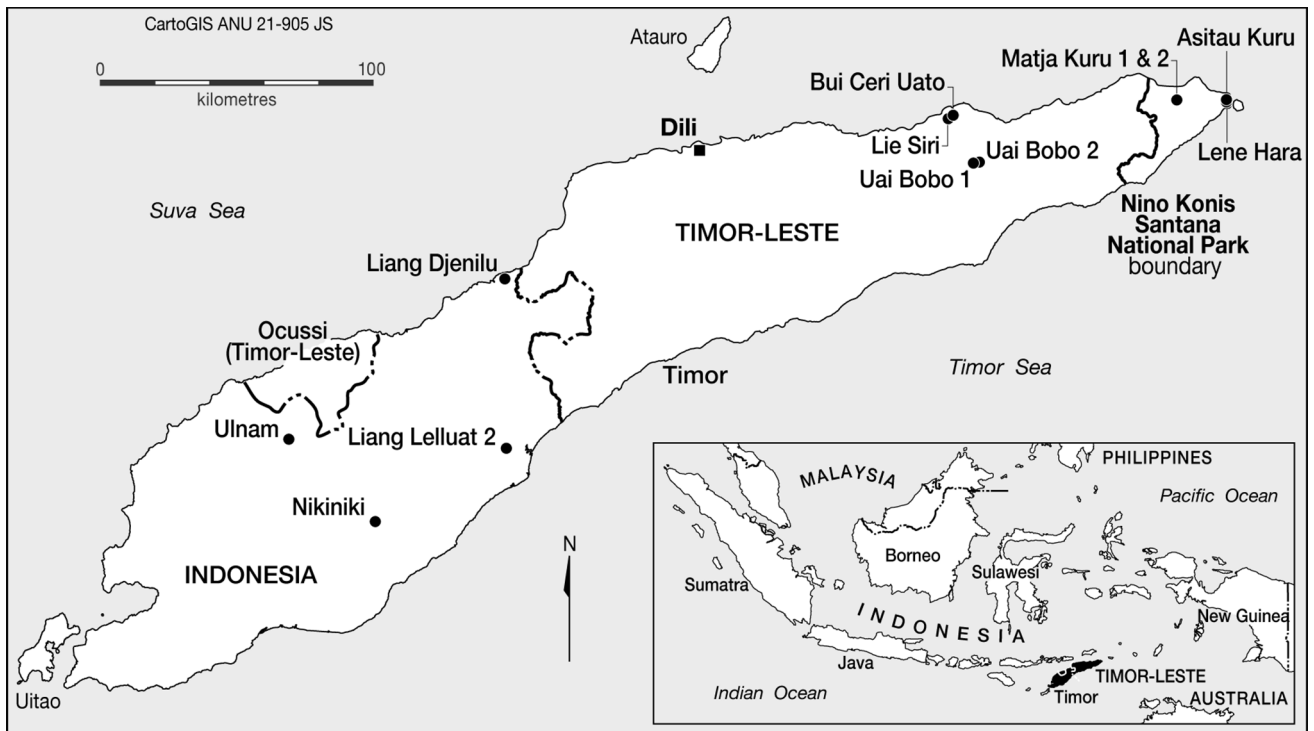 CartoGIS ANU 21-905 JS
0 100
kilometres
Atauro
Asitau Kuru
Matja Kuru 1 & 2
Bui Ceri Uato
Dili
Lie Siri
Uai Bobo 2
Lene Hara
Uai Bobo 1
Nino Konis
Santana
National Park
boundary
Suva Sea
TIMOR-LESTE
Liang Djenilu
Ocussi
(Timor-Leste)
Timor
Timor Sea
Ulnam
Liang Lelluat 2
Nikiniki
N
INDONESIA
Uitao
PHILIPPINES
MALAYSIA
Pacific Ocean
Borneo
Sulawesi
Sumatra
New Guinea
INDONESIA
Java
TIMOR-LESTE
Timor
Indian Ocean
AUSTRALIA